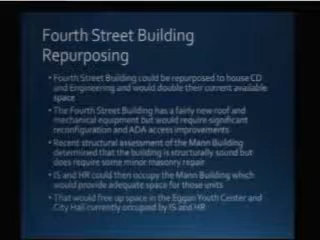 Fourth Street Building
Repurposing
• Fourth Street Building could be repurposed to house CD
and Engineering and would double their current available
space
• The Fourth Street Building has a fairly new roof and
mechanical equipment but would require significant
reconfiguration and ADA access improvements
• Recent structural assessment of the Mann Building
determined that the building is structurally sound but
does require some minor masonry repair
• IS and HR could then occupy the Mann Building which
would provide adequate space for those units
• That would free up space in the Eggan Youth Center and
City Hall currently occupied by IS and HR